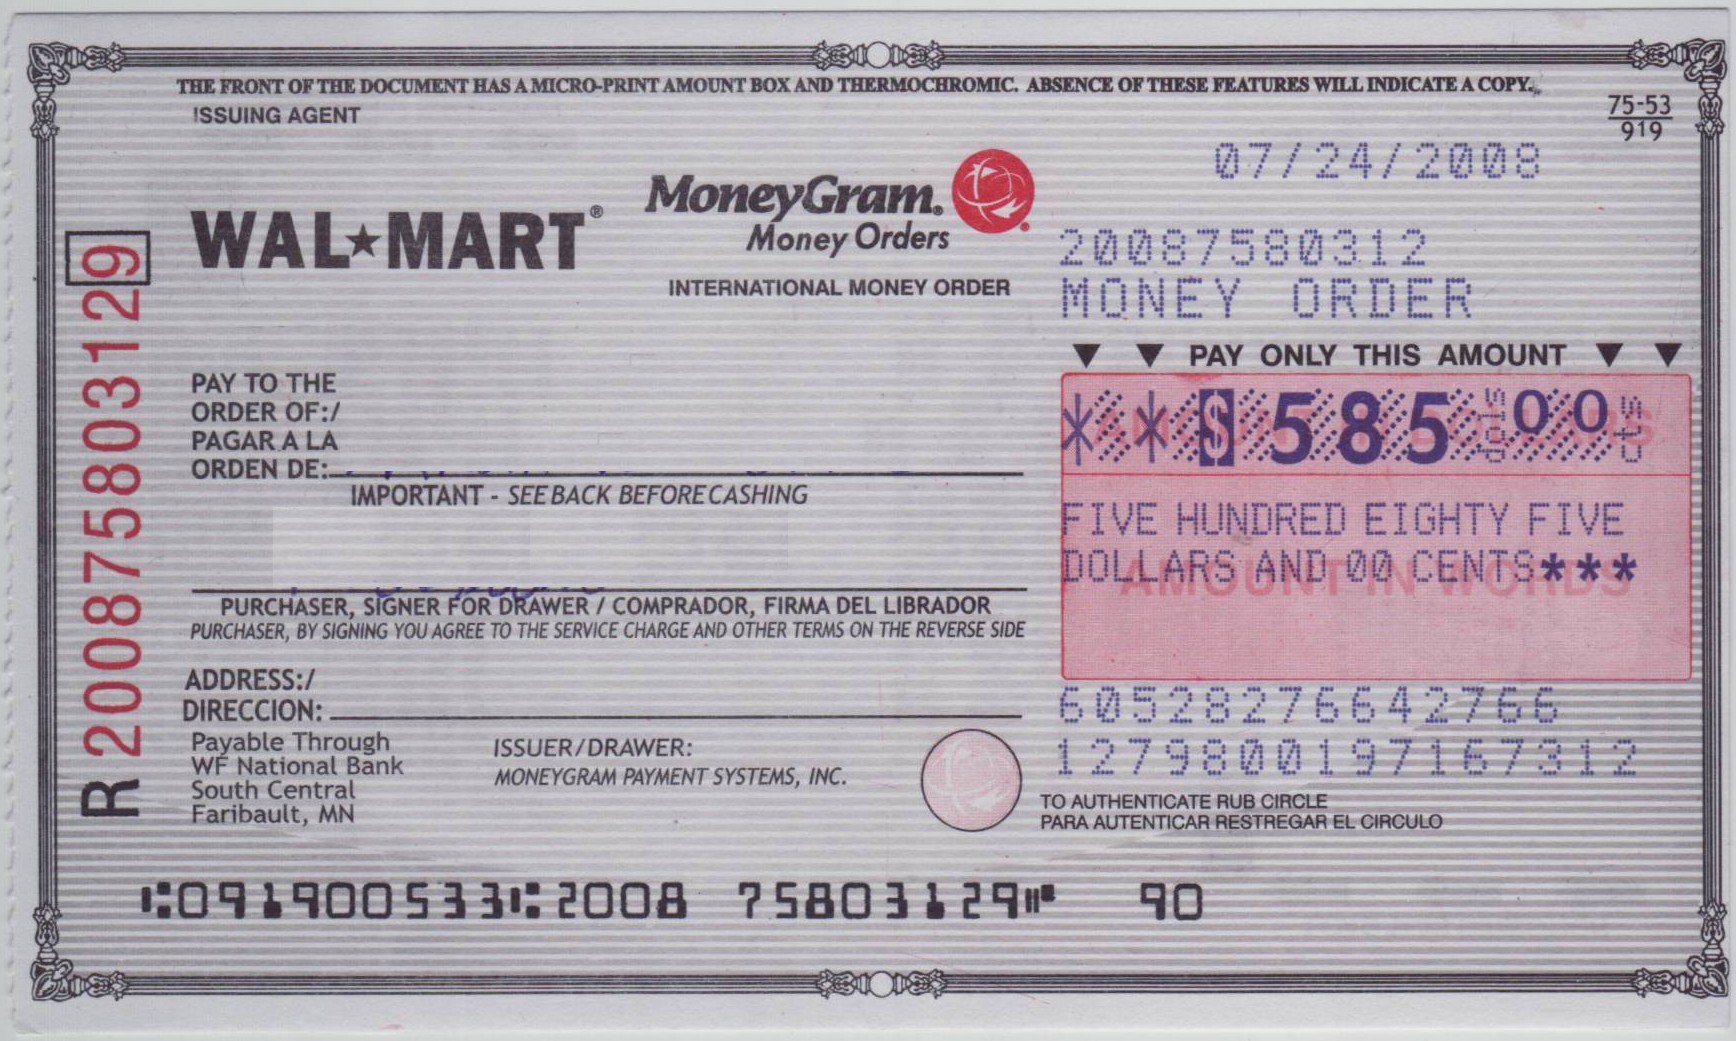 THE FRONT OF THE DOCUMENT HAS A MICRO-PRINT AMOUNT BOX AND THERMOCHROMIC. ABSENCE OF THESE FEATURES WILL INDICATE A COPY.
ISSUING AGENT
75-53
919
07/24/2008
WAL★MART®
MoneyGram®
Money Orders
INTERNATIONAL MONEY ORDER
20087580312
MONEY ORDER
▼ ▼ PAY ONLY THIS AMOUNT ▼ ▼
PAY TO THE
ORDER OF:/
PAGAR A LA
ORDEN DE:
**$585 dols 00 cts
IMPORTANT - SEE BACK BEFORE CASHING
FIVE HUNDRED EIGHTY FIVE
DOLLARS AND 00 CENTS***
AMOUNT IN WORDS
PURCHASER, SIGNER FOR DRAWER / COMPRADOR, FIRMA DEL LIBRADOR
PURCHASER, BY SIGNING YOU AGREE TO THE SERVICE CHARGE AND OTHER TERMS ON THE REVERSE SIDE
ADDRESS:/
DIRECCION:
60528276642766
1279800197167312
Payable Through
WF National Bank
South Central
Faribault, MN
ISSUER/DRAWER:
MONEYGRAM PAYMENT SYSTEMS, INC.
TO AUTHENTICATE RUB CIRCLE
PARA AUTENTICAR RESTREGAR EL CIRCULO
R200875803129
⑆091900533⑆2008 75803129⑈ 90